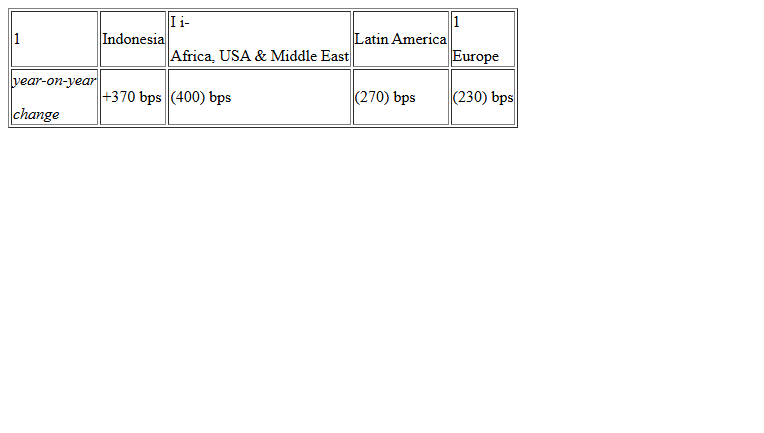 1 Indonesia I i- Africa, USA & Middle East Latin America 1 Europe
year-on-year change +370 bps (400) bps (270) bps (230) bps